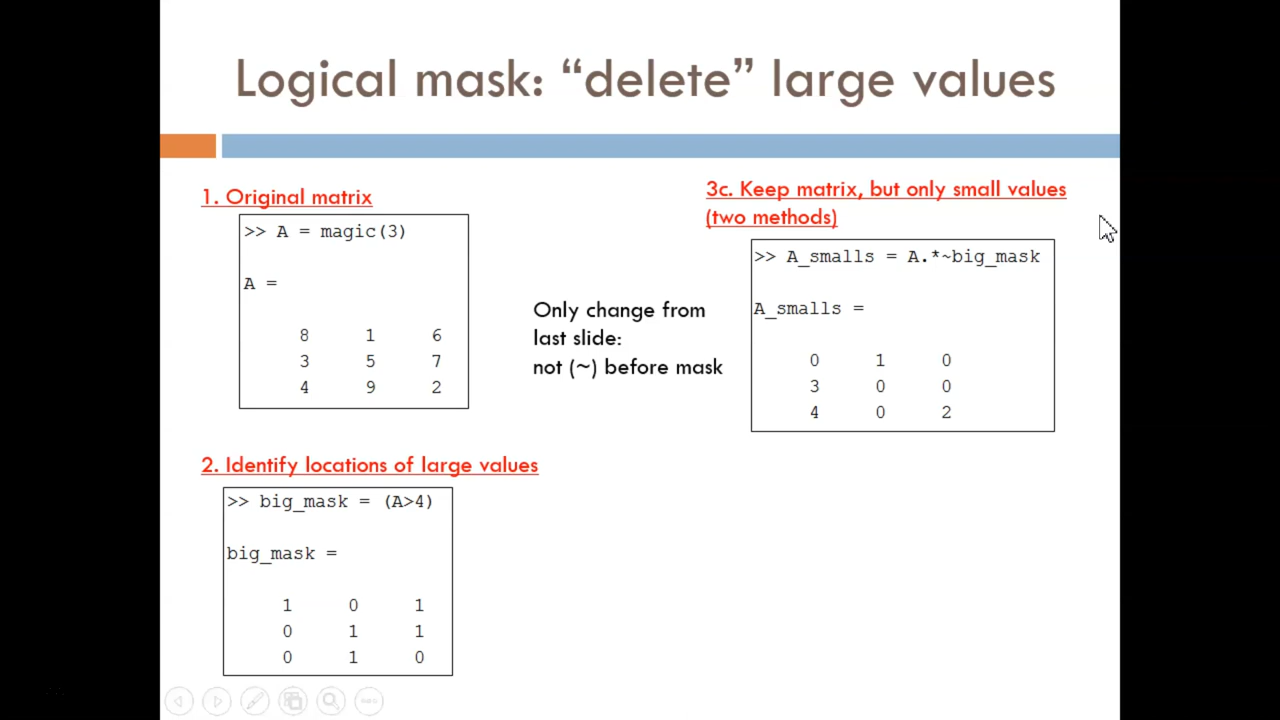 Logical mask: “delete” large values
1. Original matrix
>> A = magic(3)
A =
8 1 6
3 5 7
4 9 2
2. Identify locations of large values
>> big_mask = (A>4)
big_mask =
1 0 1
0 1 1
0 1 0
Only change from
last slide:
not (~) before mask
3c. Keep matrix, but only small values
(two methods)
>> A_smalls = A.*~big_mask
A_smalls =
0 1 0
3 0 0
4 0 2